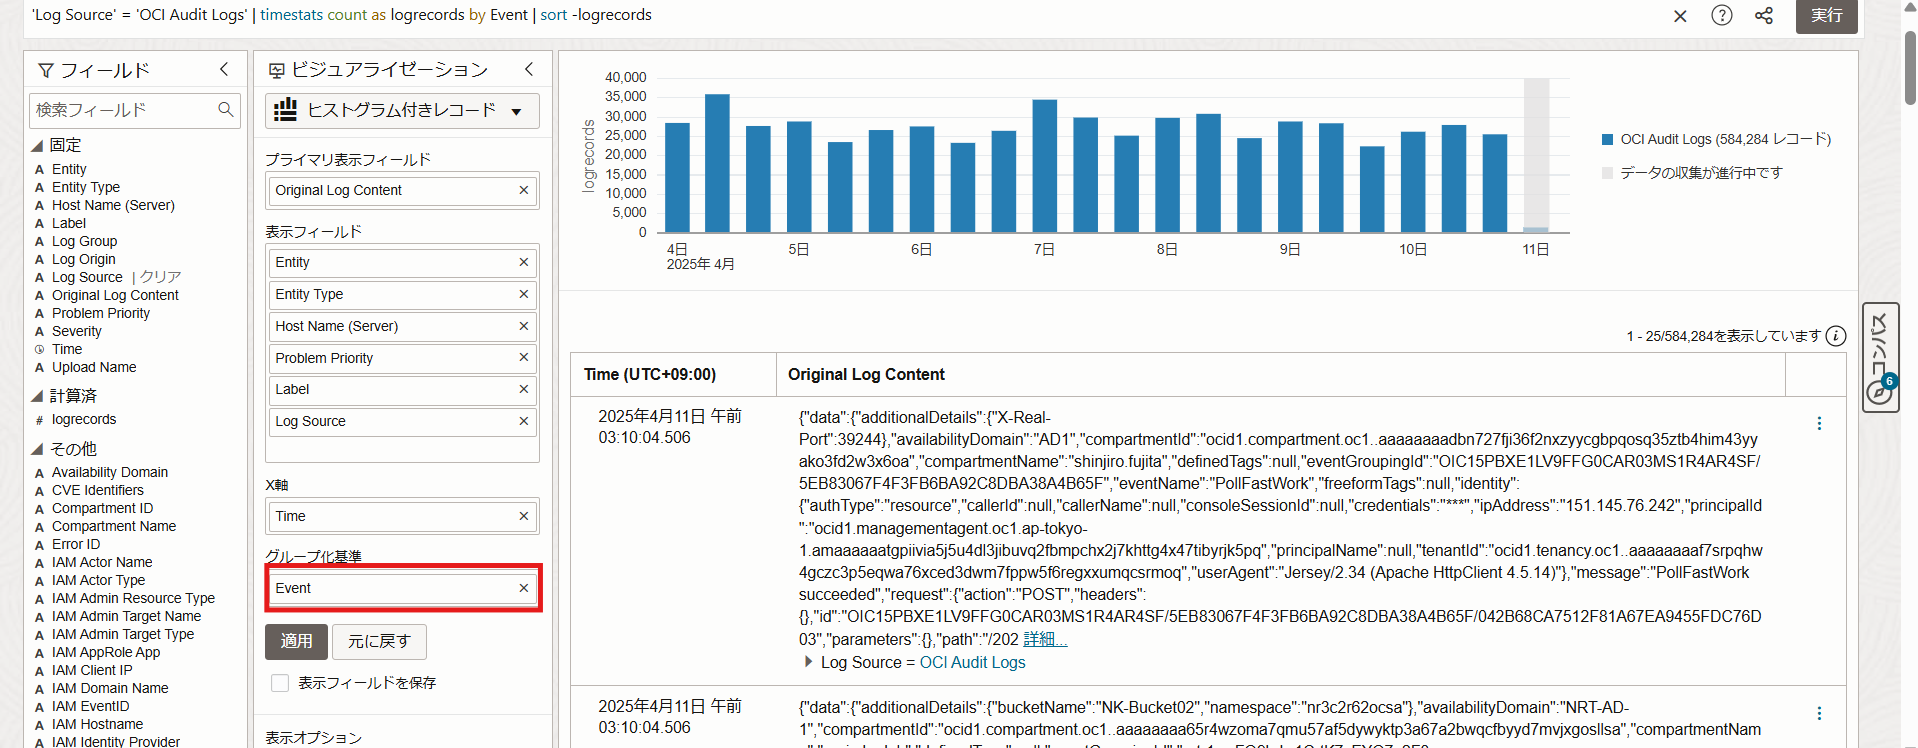 'Log Source' = 'OCI Audit Logs' | timestats count as logrecords by Event | sort -logrecords
実行
フィールド
検索フィールド
固定
Entity
Entity Type
Host Name (Server)
Label
Log Group
Log Origin
Log Source | クリア
Original Log Content
Problem Priority
Severity
Time
Upload Name
計算済
# logrecords
その他
Availability Domain
CVE Identifiers
Compartment ID
Compartment Name
Error ID
IAM Actor Name
IAM Actor Type
IAM Admin Resource Type
IAM Admin Target Name
IAM Admin Target Type
IAM AppRole App
IAM Client IP
IAM Domain Name
IAM EventID
IAM Hostname
IAM Identity Provider
ビジュアライゼーション
ヒストグラム付きレコード
プライマリ表示フィールド
Original Log Content
表示フィールド
Entity
Entity Type
Host Name (Server)
Problem Priority
Label
Log Source
X軸
Time
グループ化基準
Event
適用
元に戻す
表示フィールドを保存
表示オプション
logrecords
40,000
35,000
30,000
25,000
20,000
15,000
10,000
5,000
0
4日
5日
6日
7日
8日
9日
10日
11日
2025年 4月
OCI Audit Logs (584,284 レコード)
データの収集が進行中です
1 - 25/584,284を表示しています
Time (UTC+09:00)
Original Log Content
2025年4月11日 午前
03:10:04.506
{"data":{"additionalDetails":{"X-Real-
Port":39244},"availabilityDomain":"AD1","compartmentId":"ocid1.compartment.oc1..aaaaaaaadbn727fji36f2nxzyycgbpqosq35ztb4him43yy
ako3fd2w3x6oa","compartmentName":"shinjiro.fujita","definedTags":null,"eventGroupingId":"OIC15PBXE1LV9FFG0CAR03MS1R4AR4SF/
5EB83067F4F3FB6BA92C8DBA38A4B65F","eventName":"PollFastWork","freeformTags":null,"identity":
{"authType":"resource","callerId":null,"callerName":null,"consoleSessionId":null,"credentials":"***","ipAddress":"151.145.76.242","principalId
":"ocid1.managementagent.oc1.ap-tokyo-
1.amaaaaaatgpiivia5j5u4dl3jibuvq2fbmpchx2j7khttg4x47tibyrjk5pq","principalName":null,"tenantId":"ocid1.tenancy.oc1..aaaaaaaaf7srpqhw
4gczc3p5eqwa76xced3dwm7fppw5f6regxxumqcsrmoq","userAgent":"Jersey/2.34 (Apache HttpClient 4.5.14)"},"message":"PollFastWork
succeeded","request":{"action":"POST","headers":
{},"id":"OIC15PBXE1LV9FFG0CAR03MS1R4AR4SF/5EB83067F4F3FB6BA92C8DBA38A4B65F/042B68CA7512F81A67EA9455FDC76D
03","parameters":{},"path":"/202 詳細...
Log Source = OCI Audit Logs
2025年4月11日 午前
03:10:04.506
{"data":{"additionalDetails":{"bucketName":"NK-Bucket02","namespace":"nr3c2r62ocsa"},"availabilityDomain":"NRT-AD-
1","compartmentId":"ocid1.compartment.oc1..aaaaaaaa65r4wzoma7qmu57af5dywyktp3a67a2bwqcfbyyd7mvjxgosllsa","compartmentNam
コンパス
6